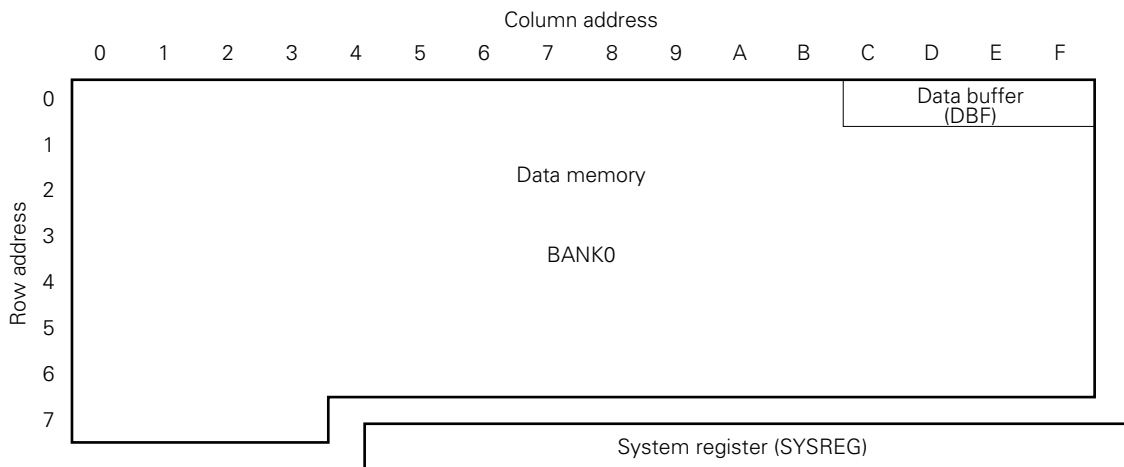 Column address
0 1 2 3 4 5 6 7 8 9 A B C D E F
Row address
0
1
2
3
4
5
6
7
Data buffer
(DBF)
Data memory
BANK0
System register (SYSREG)